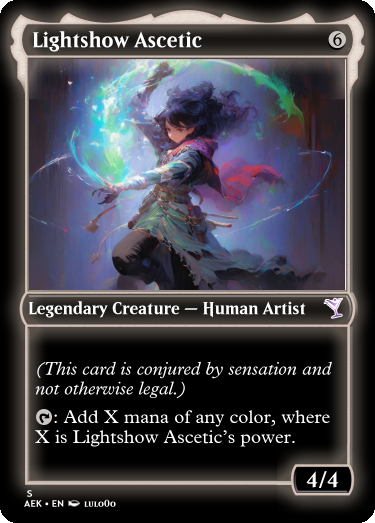 Lightshow Ascetic 6
Legendary Creature — Human Artist
(This card is conjured by sensation and
not otherwise legal.)
: Add X mana of any color, where
X is Lightshow Ascetic's power.
4/4
S
AEK • EN LULO0O